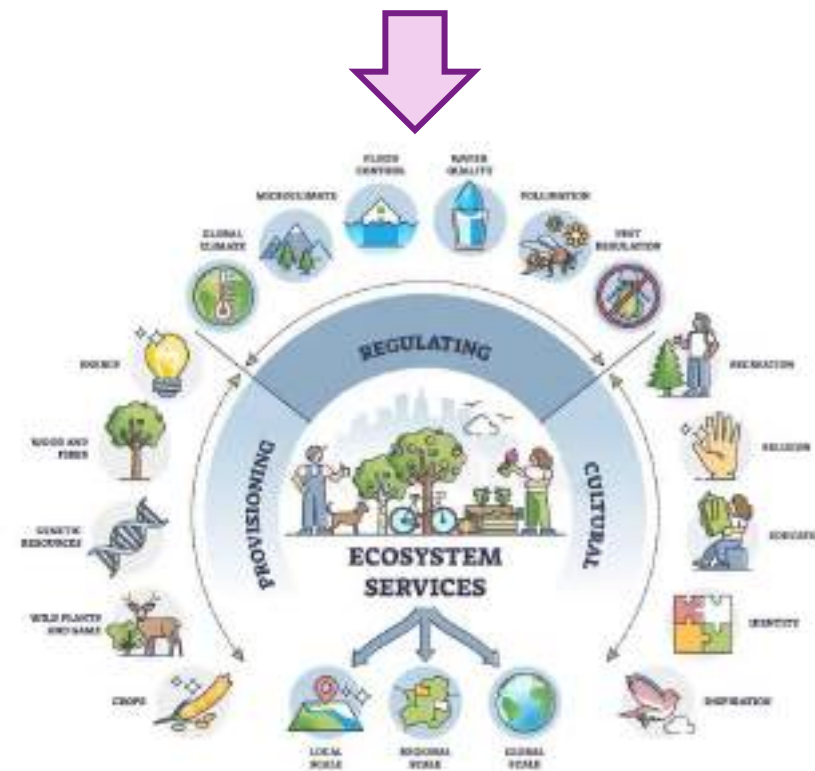 FLOOD
CONTROL
WATER
QUALITY
MICROCLIMATE
POLLINATION
GLOBAL
CLIMATE
PEST
REGULATION
ENERGY
REGULATING
RECREATION
WOOD AND
FIBER
PROVISIONING
CULTURAL
RELIGION
GENETIC
RESOURCES
ECOSYSTEM
SERVICES
WILD PLANTS
AND GAME
IDENTITY
CROPS
INSPIRATION
LOCAL
SCALE
REGIONAL
SCALE
GLOBAL
SCALE